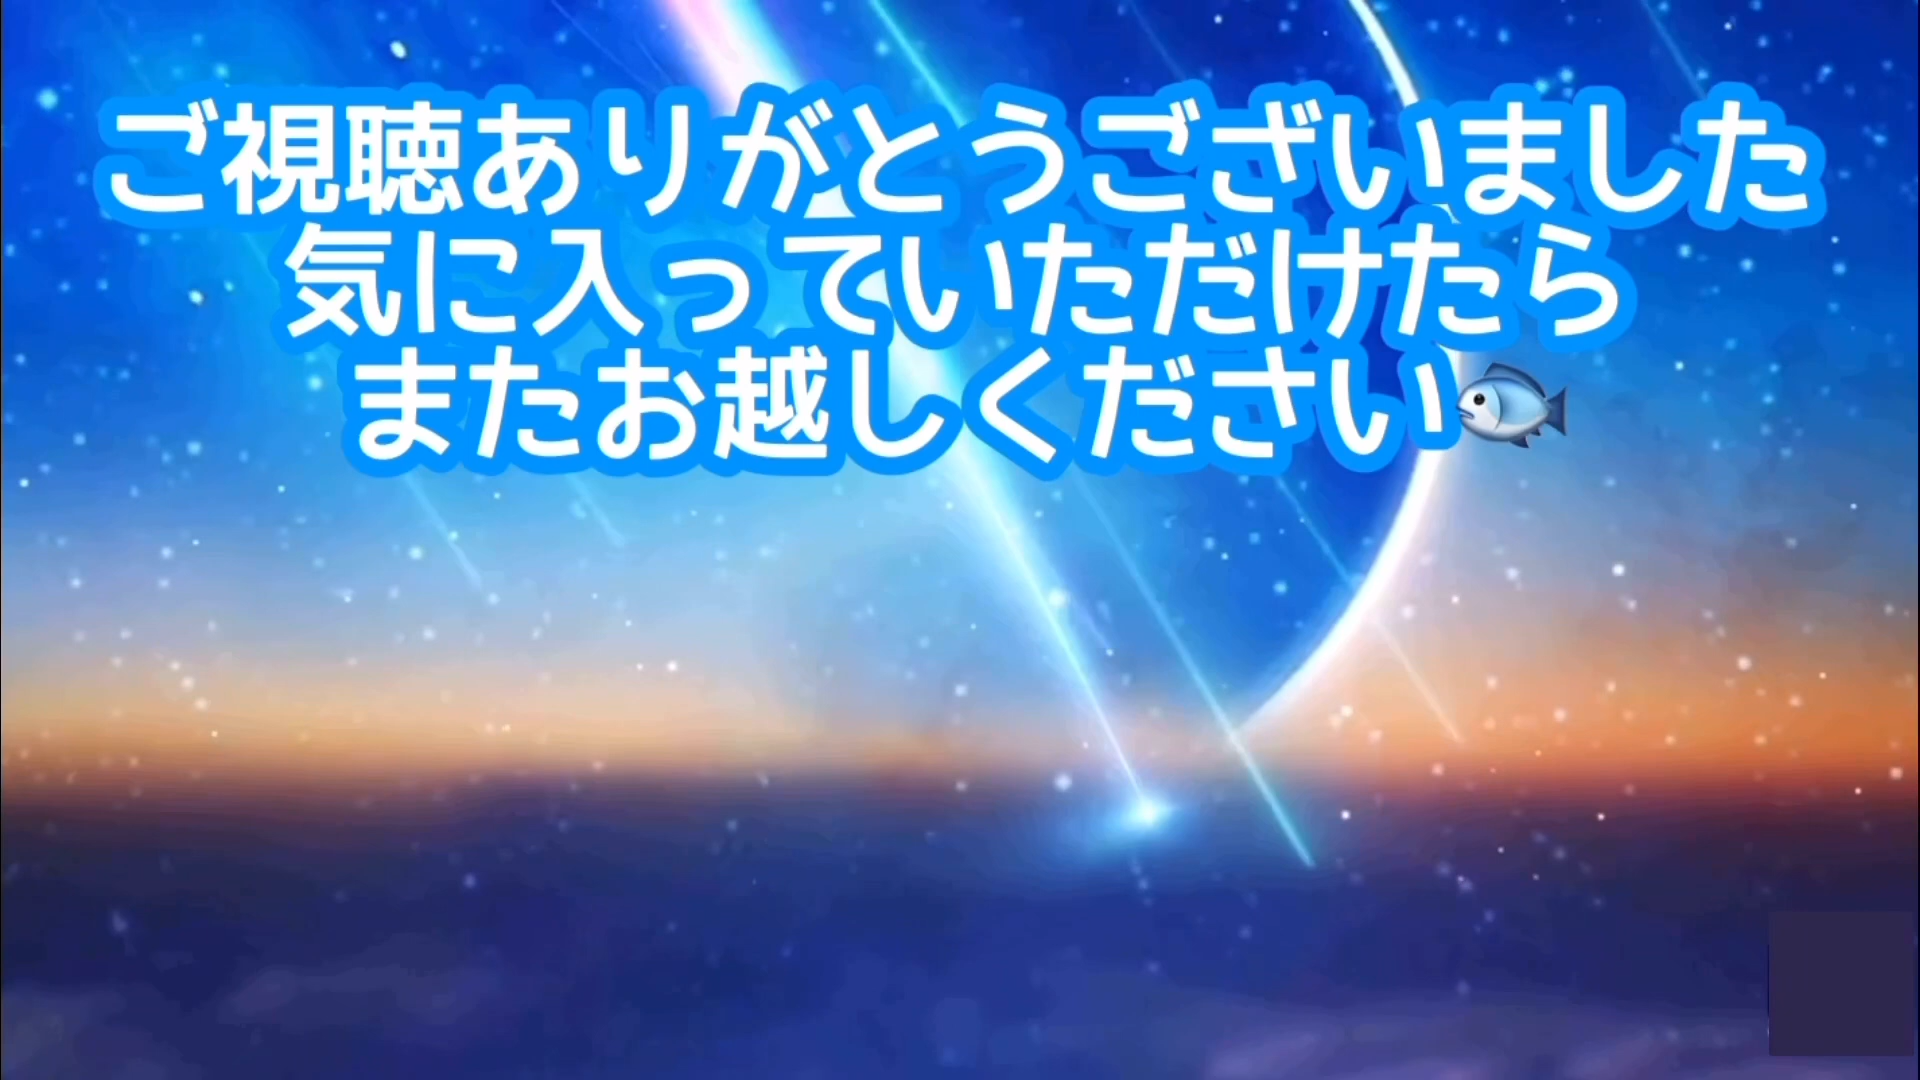 ご視聴ありがとうございました
気に入っていただけたら
またお越しください🐟